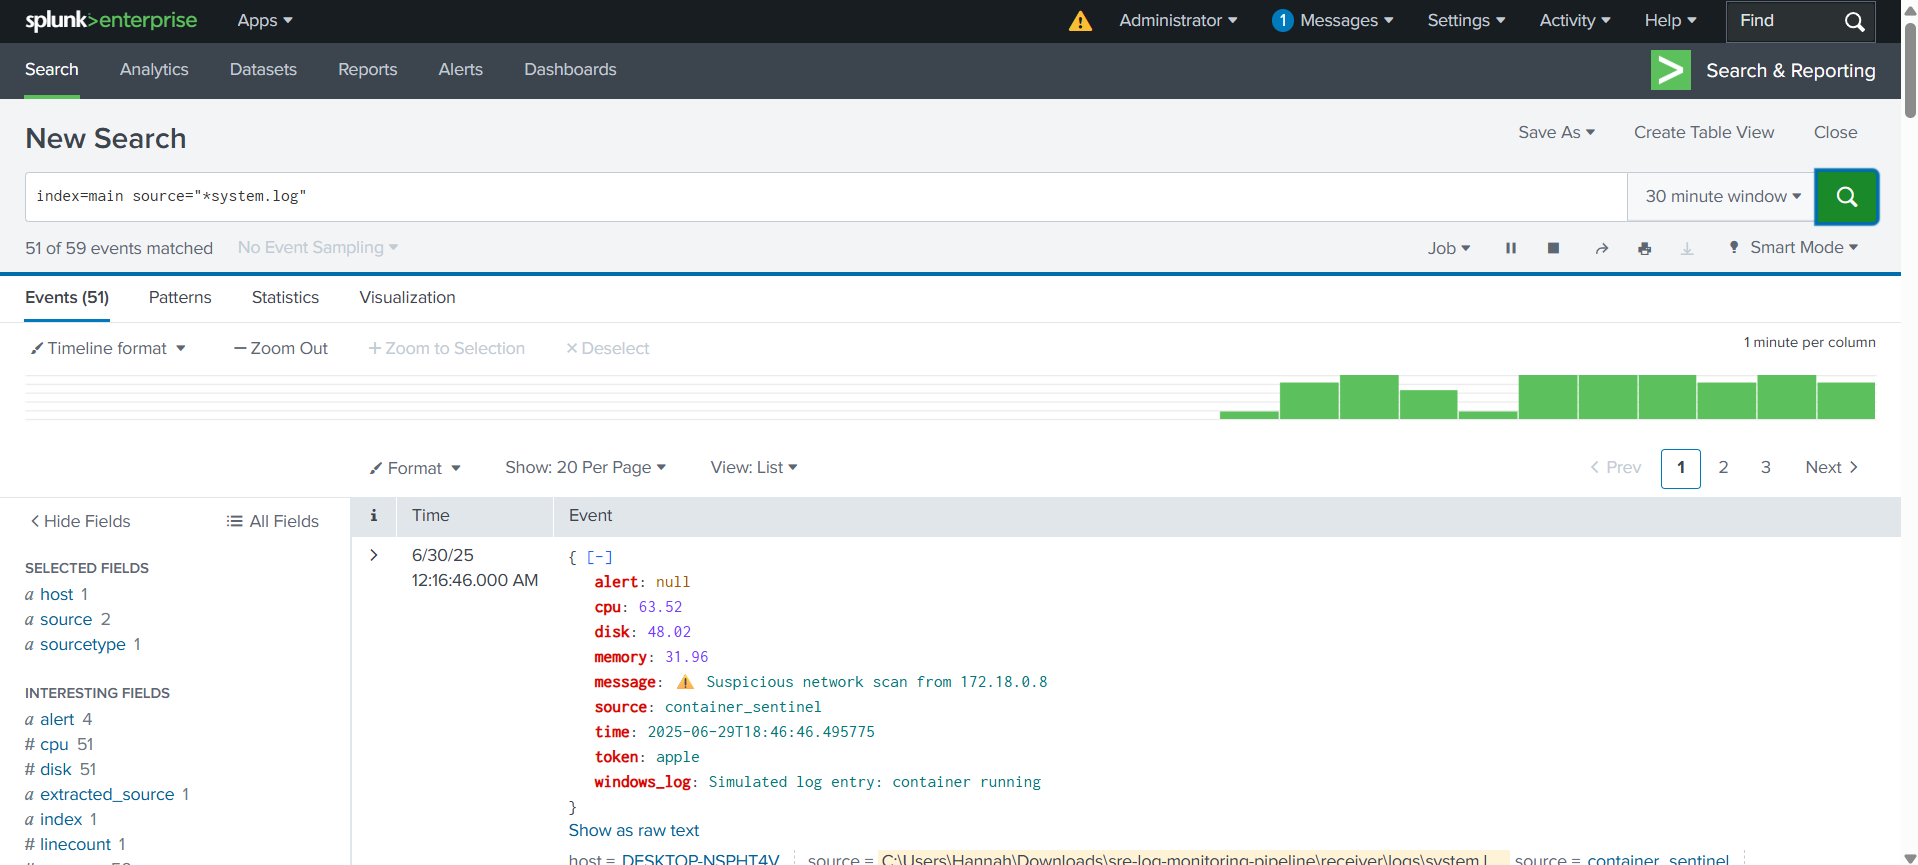 splunk>enterprise Apps Administrator 1 Messages Settings Activity Help Find
Search Analytics Datasets Reports Alerts Dashboards > Search & Reporting
New Search Save As Create Table View Close
index=main source="*system.log" 30 minute window
51 of 59 events matched No Event Sampling Job Smart Mode
Events (51) Patterns Statistics Visualization
Timeline format — Zoom Out + Zoom to Selection × Deselect 1 minute per column
Format Show: 20 Per Page View: List < Prev 1 2 3 Next >
< Hide Fields All Fields i Time Event
SELECTED FIELDS
a host 1
a source 2
a sourcetype 1
INTERESTING FIELDS
a alert 4
# cpu 51
# disk 51
a extracted_source 1
a index 1
# linecount 1
> 6/30/25
12:16:46.000 AM
{ [-]
alert: null
cpu: 63.52
disk: 48.02
memory: 31.96
message: ⚠ Suspicious network scan from 172.18.0.8
source: container_sentinel
time: 2025-06-29T18:46:46.495775
token: apple
windows_log: Simulated log entry: container running
}
Show as raw text
host = DESKTOP-NSPHT4V source = C:\Users\Hannah\Downloads\sre-log-monitoring-pipeline\receiver\logs\system.l... source = container_sentinel